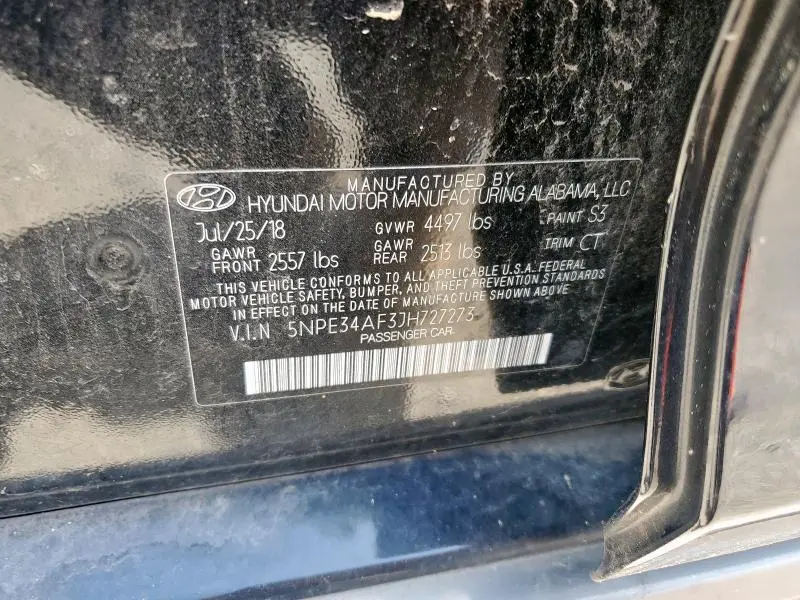 MANUFACTURED BY
HYUNDAI MOTOR MANUFACTURING ALABAMA, LLC
Jul/25/18 GVWR 4497 lbs PAINT S3
GAWR FRONT 2557 lbs GAWR REAR 2513 lbs TRIM CT
THIS VEHICLE CONFORMS TO ALL APPLICABLE U.S.A. FEDERAL
MOTOR VEHICLE SAFETY, BUMPER, AND THEFT PREVENTION STANDARDS
IN EFFECT ON THE DATE OF MANUFACTURE SHOWN ABOVE.
V.I.N 5NPE34AF3JH727273
PASSENGER CAR